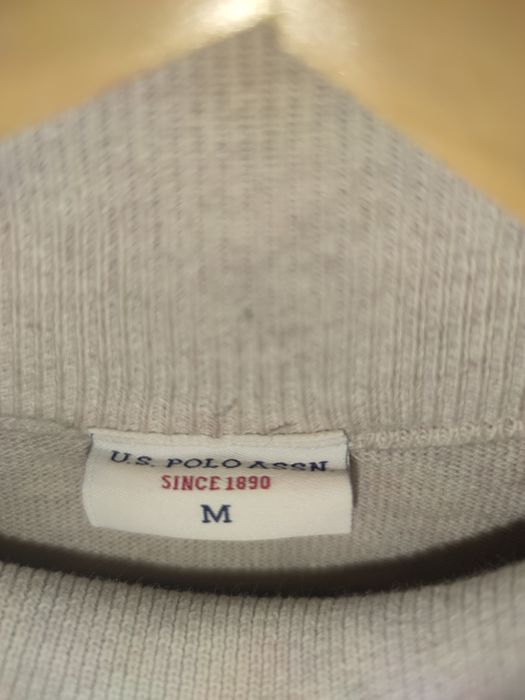 U.S. POLO ASSN.
SINCE 1890
M